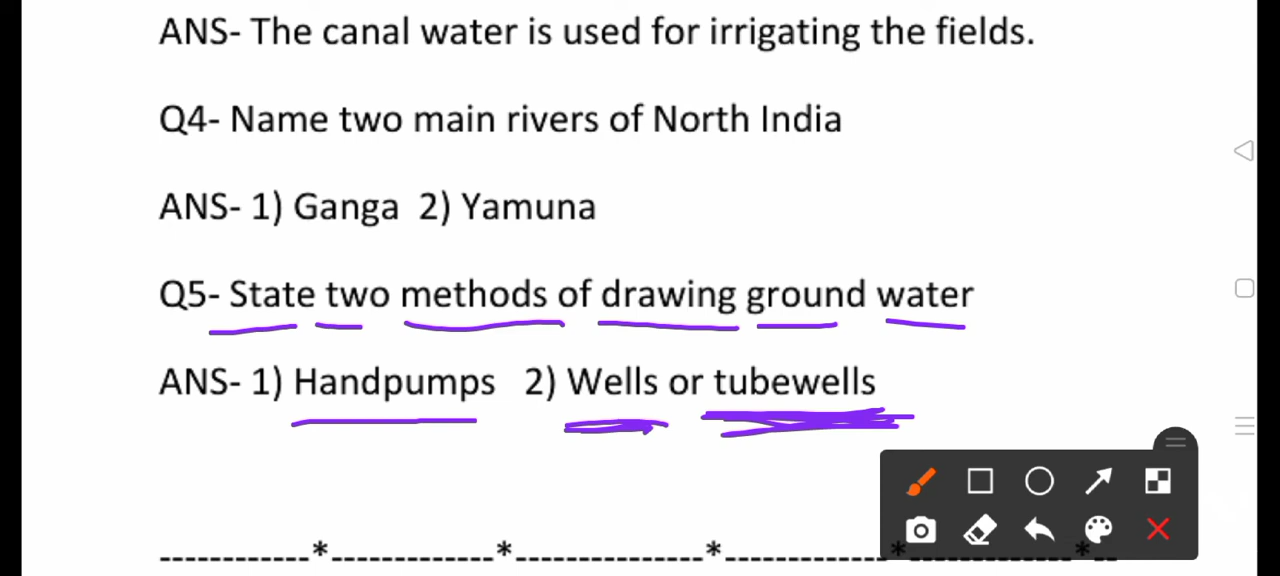 ANS- The canal water is used for irrigating the fields.
Q4- Name two main rivers of North India
ANS- 1) Ganga 2) Yamuna
Q5- State two methods of drawing ground water
ANS- 1) Handpumps 2) Wells or tubewells
------------*------------*--------------*------------*------------*--